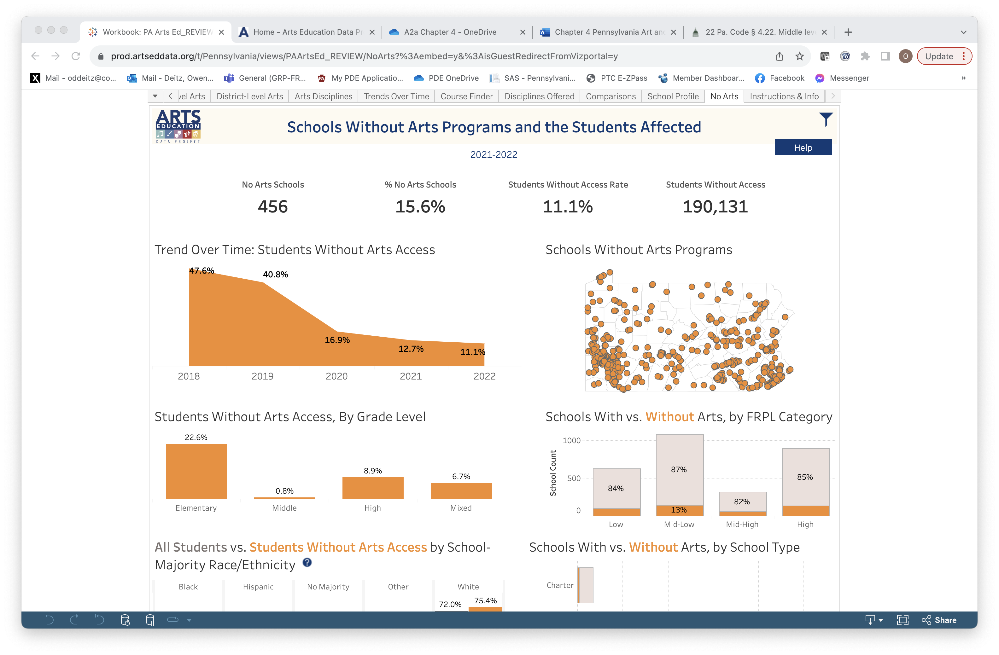 Workbook: PA Arts Ed_REVIEW
Home - Arts Education Data Pr
A2a Chapter 4 - OneDrive
Chapter 4 Pennsylvania Art and
22 Pa. Code § 4.22. Middle lev
prod.artseddata.org/t/Pennsylvania/views/PAArtsEd_REVIEW/NoArts?%3Aembed=y&%3AisGuestRedirectFromVizportal=y
O
Update
Mail - oddeitz@co...
Mail - Deitz, Owen...
General (GRP-FR...
My PDE Applicatio...
PDE OneDrive
SAS - Pennsylvani...
PTC E-ZPass
Member Dashboar...
Facebook
Messenger
»
vel Arts
District-Level Arts
Arts Disciplines
Trends Over Time
Course Finder
Disciplines Offered
Comparisons
School Profile
No Arts
Instructions & Info
ARTS
EDUCATION
DATA PROJECT
Schools Without Arts Programs and the Students Affected
Help
2021-2022
No Arts Schools
% No Arts Schools
Students Without Access Rate
Students Without Access
456
15.6%
11.1%
190,131
Trend Over Time: Students Without Arts Access
47.6%
40.8%
16.9%
12.7%
11.1%
2018
2019
2020
2021
2022
Schools Without Arts Programs
Students Without Arts Access, By Grade Level
22.6%
0.8%
8.9%
6.7%
Elementary
Middle
High
Mixed
Schools With vs. Without Arts, by FRPL Category
School Count
1000
500
0
84%
87%
13%
82%
85%
Low
Mid-Low
Mid-High
High
All Students vs. Students Without Arts Access by School-
Majority Race/Ethnicity ?
Black
Hispanic
No Majority
Other
White
72.0%
75.4%
Schools With vs. Without Arts, by School Type
Charter
Share